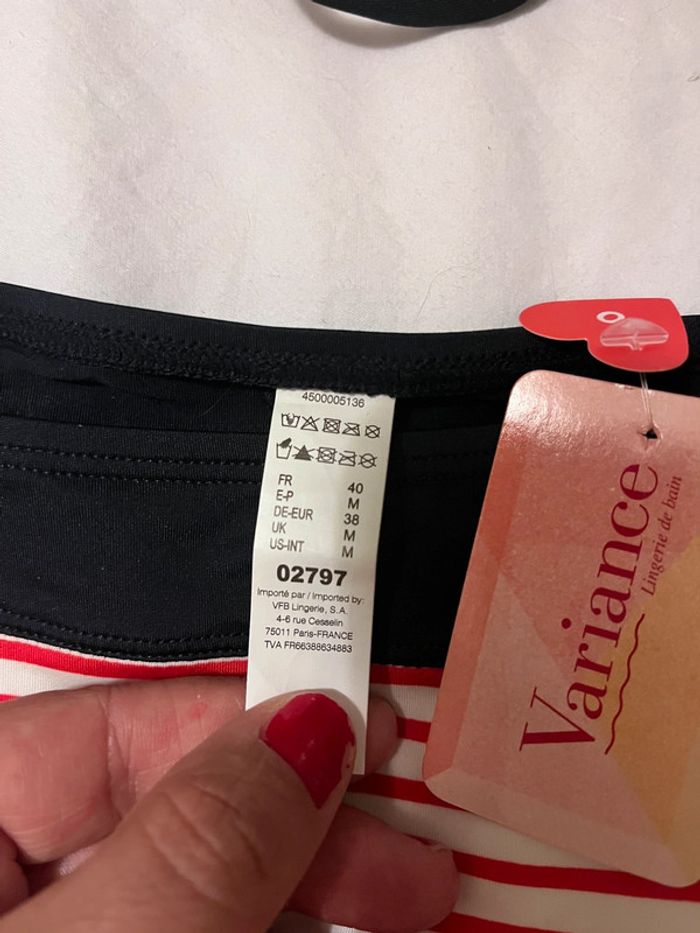 4500005136
FR 40
E-P M
DE-EUR 38
UK M
US-INT M
02797
Importé par / Imported by:
VFB Lingerie, S.A.
4-6 rue Cesselin
75011 Paris-FRANCE
TVA FR66388634883
Variance
Lingerie de bain